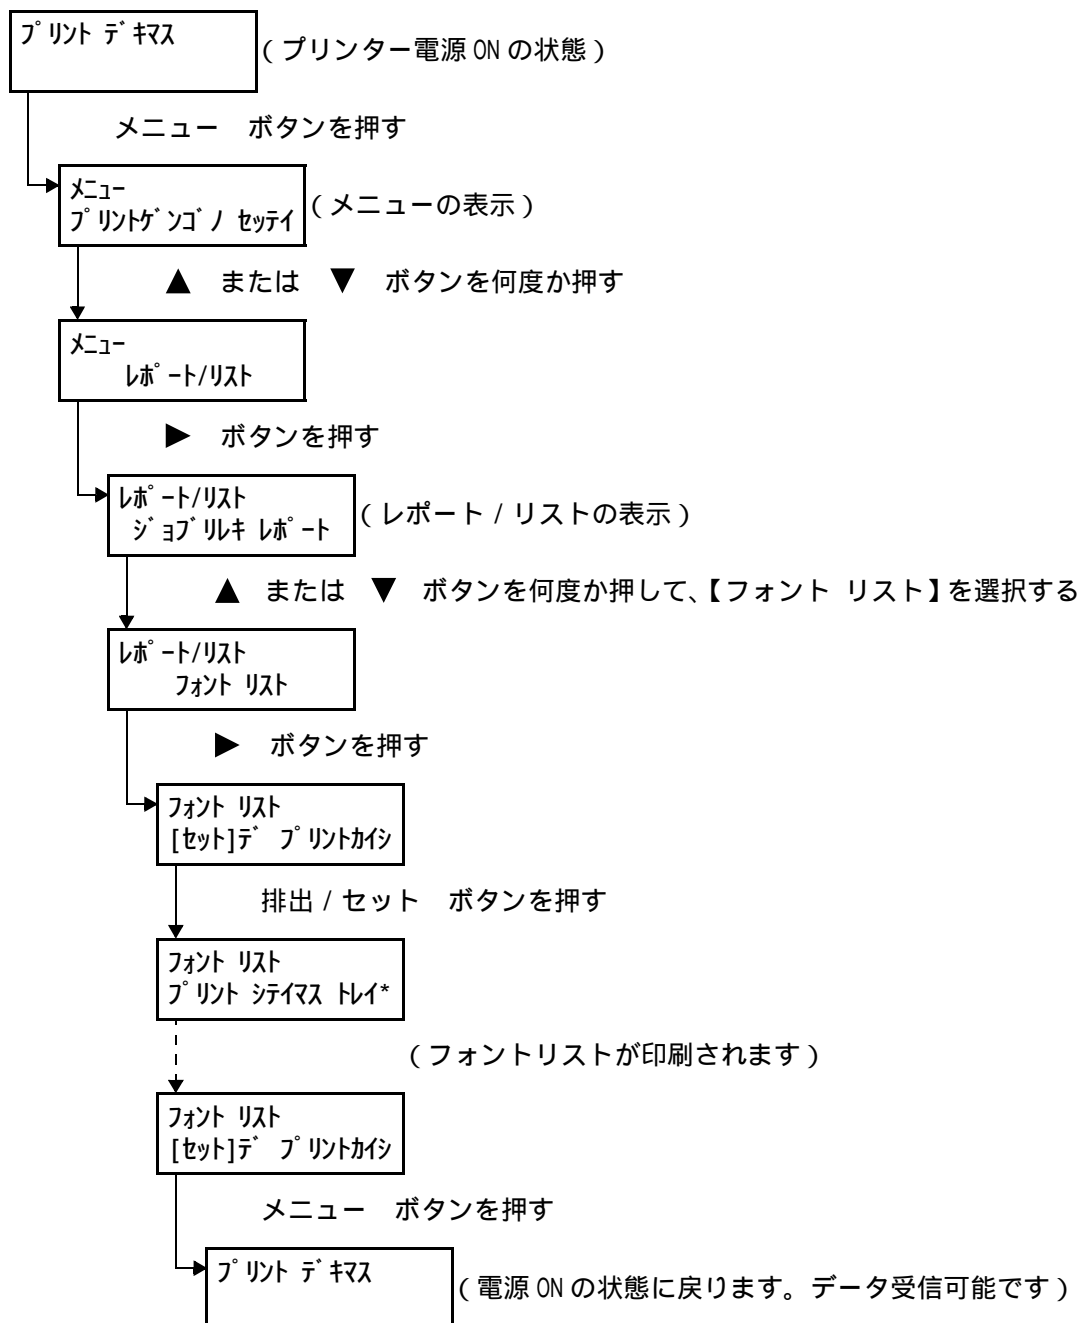 ﾌﾟﾘﾝﾄ ﾃﾞｷﾏｽ
（プリンター電源 ON の状態）
メニュー　ボタンを押す
ﾒﾆｭｰ
ﾌﾟﾘﾝﾄｹﾞﾝｺﾞﾉ ｾｯﾃｲ
（メニューの表示）
▲　または　▼　ボタンを何度か押す
ﾒﾆｭｰ
ﾚﾎﾟｰﾄ/ﾘｽﾄ
▶　ボタンを押す
ﾚﾎﾟｰﾄ/ﾘｽﾄ
ｼﾞｮﾌﾞﾘﾚｷ ﾚﾎﾟｰﾄ
（レポート / リストの表示）
▲　または　▼　ボタンを何度か押して、【フォント リスト】を選択する
ﾚﾎﾟｰﾄ/ﾘｽﾄ
ﾌｫﾝﾄ ﾘｽﾄ
▶　ボタンを押す
ﾌｫﾝﾄ ﾘｽﾄ
[ｾｯﾄ]ﾃﾞ ﾌﾟﾘﾝﾄｶｲｼ
排出 / セット　ボタンを押す
ﾌｫﾝﾄ ﾘｽﾄ
ﾌﾟﾘﾝﾄ ｼﾃｲﾏｽ ﾄﾚｲ*
（フォントリストが印刷されます）
ﾌｫﾝﾄ ﾘｽﾄ
[ｾｯﾄ]ﾃﾞ ﾌﾟﾘﾝﾄｶｲｼ
メニュー　ボタンを押す
ﾌﾟﾘﾝﾄ ﾃﾞｷﾏｽ
（電源 ON の状態に戻ります。データ受信可能です）